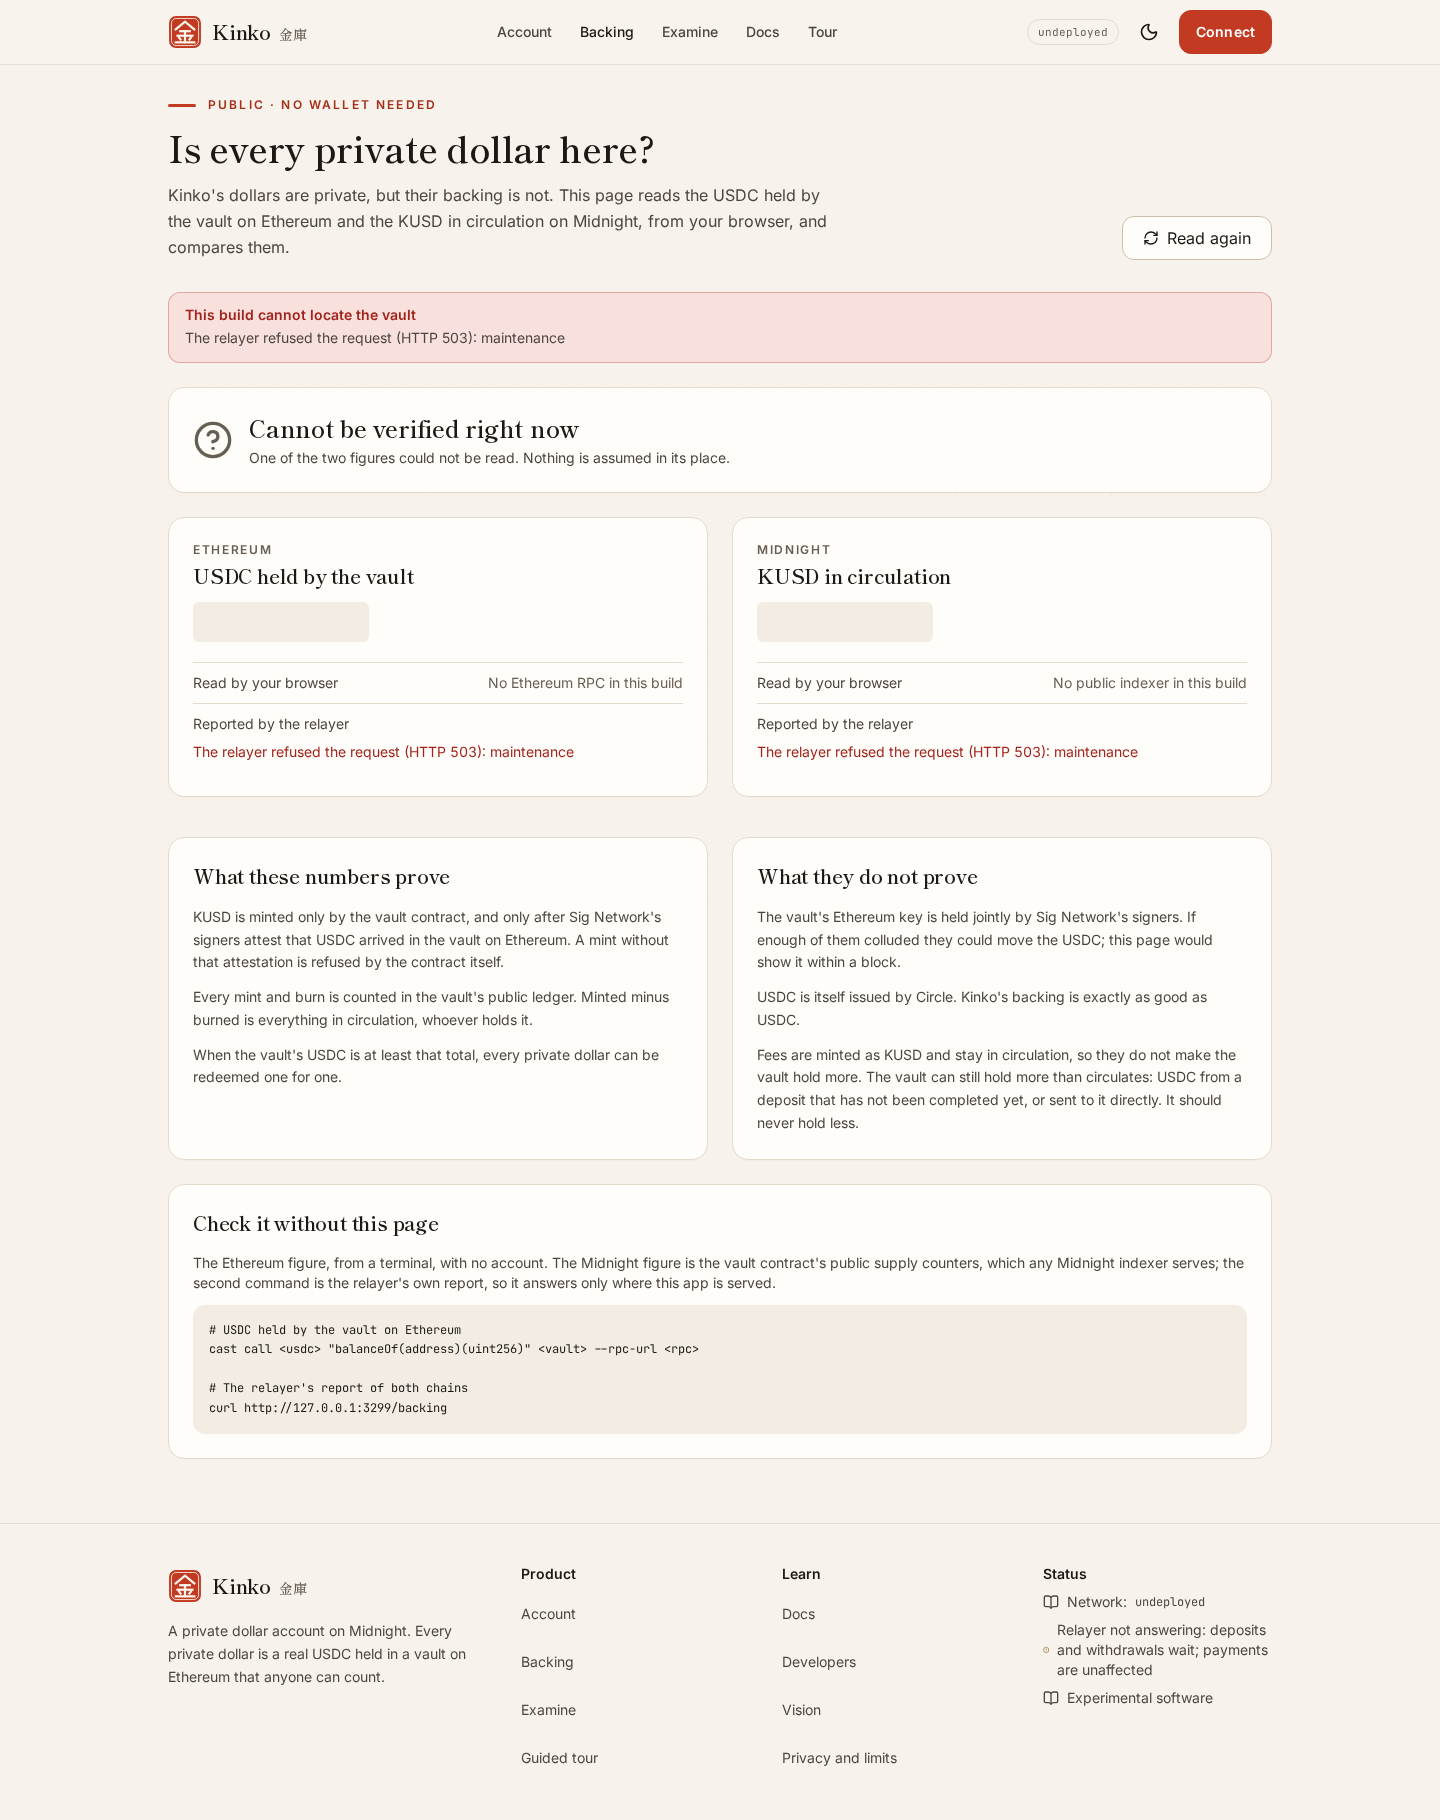 金 Kinko 金庫
Account Backing Examine Docs Tour
undeployed
Connect
PUBLIC · NO WALLET NEEDED
Is every private dollar here?
Kinko's dollars are private, but their backing is not. This page reads the USDC held by
the vault on Ethereum and the KUSD in circulation on Midnight, from your browser, and
compares them.
Read again
This build cannot locate the vault
The relayer refused the request (HTTP 503): maintenance
Cannot be verified right now
One of the two figures could not be read. Nothing is assumed in its place.
ETHEREUM
USDC held by the vault
Read by your browser No Ethereum RPC in this build
Reported by the relayer
The relayer refused the request (HTTP 503): maintenance
MIDNIGHT
KUSD in circulation
Read by your browser No public indexer in this build
Reported by the relayer
The relayer refused the request (HTTP 503): maintenance
What these numbers prove
KUSD is minted only by the vault contract, and only after Sig Network's
signers attest that USDC arrived in the vault on Ethereum. A mint without
that attestation is refused by the contract itself.
Every mint and burn is counted in the vault's public ledger. Minted minus
burned is everything in circulation, whoever holds it.
When the vault's USDC is at least that total, every private dollar can be
redeemed one for one.
What they do not prove
The vault's Ethereum key is held jointly by Sig Network's signers. If
enough of them colluded they could move the USDC; this page would
show it within a block.
USDC is itself issued by Circle. Kinko's backing is exactly as good as
USDC.
Fees are minted as KUSD and stay in circulation, so they do not make the
vault hold more. The vault can still hold more than circulates: USDC from a
deposit that has not been completed yet, or sent to it directly. It should
never hold less.
Check it without this page
The Ethereum figure, from a terminal, with no account. The Midnight figure is the vault contract's public supply counters, which any Midnight indexer serves; the
second command is the relayer's own report, so it answers only where this app is served.
# USDC held by the vault on Ethereum
cast call <usdc> "balanceOf(address)(uint256)" <vault> --rpc-url <rpc>
# The relayer's report of both chains
curl http://127.0.0.1:3299/backing
金 Kinko 金庫
A private dollar account on Midnight. Every
private dollar is a real USDC held in a vault on
Ethereum that anyone can count.
Product
Account
Backing
Examine
Guided tour
Learn
Docs
Developers
Vision
Privacy and limits
Status
Network: undeployed
Relayer not answering: deposits
and withdrawals wait; payments
are unaffected
Experimental software